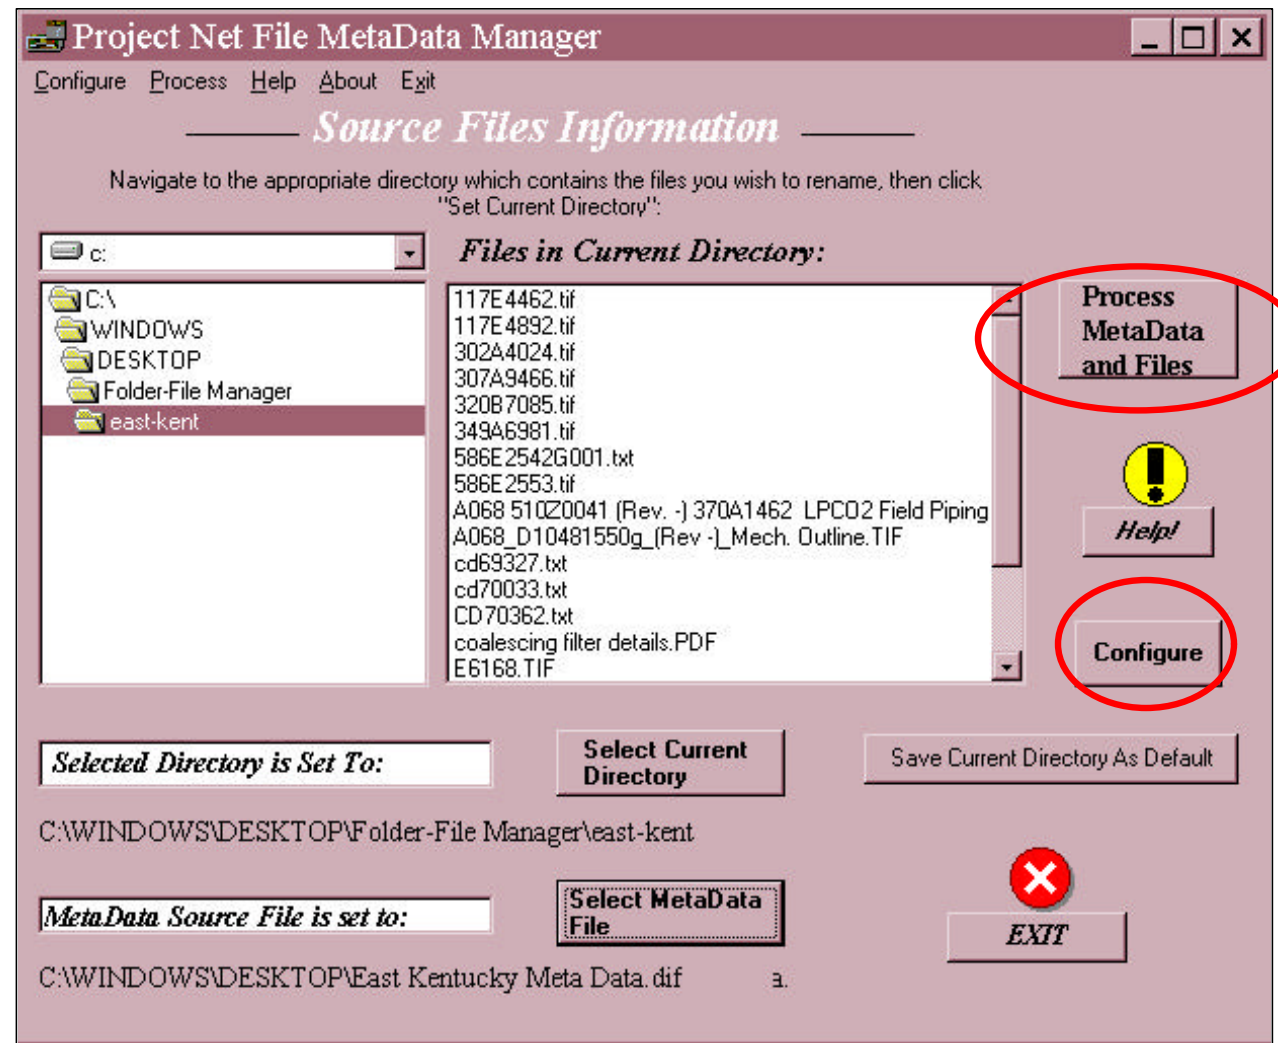 Project Net File MetaData Manager
Configure Process Help About Exit
Source Files Information
Navigate to the appropriate directory which contains the files you wish to rename, then click
"Set Current Directory":
c:
Files in Current Directory:
C:\
WINDOWS
DESKTOP
Folder-File Manager
east-kent
117E4462.tif
117E4892.tif
302A4024.tif
307A9466.tif
320B7085.tif
349A6981.tif
586E2542G001.txt
586E2553.tif
A068 510Z0041 (Rev. -) 370A1462 LPCO2 Field Piping
A068_D10481550g_(Rev -)_Mech. Outline.TIF
cd69327.txt
cd70033.txt
CD70362.txt
coalescing filter details.PDF
E6168.TIF
Process
MetaData
and Files
Help!
Configure
Selected Directory is Set To:
Select Current
Directory
Save Current Directory As Default
C:\WINDOWS\DESKTOP\Folder-File Manager\east-kent
MetaData Source File is set to:
Select MetaData
File
EXIT
C:\WINDOWS\DESKTOP\East Kentucky Meta Data.dif a.